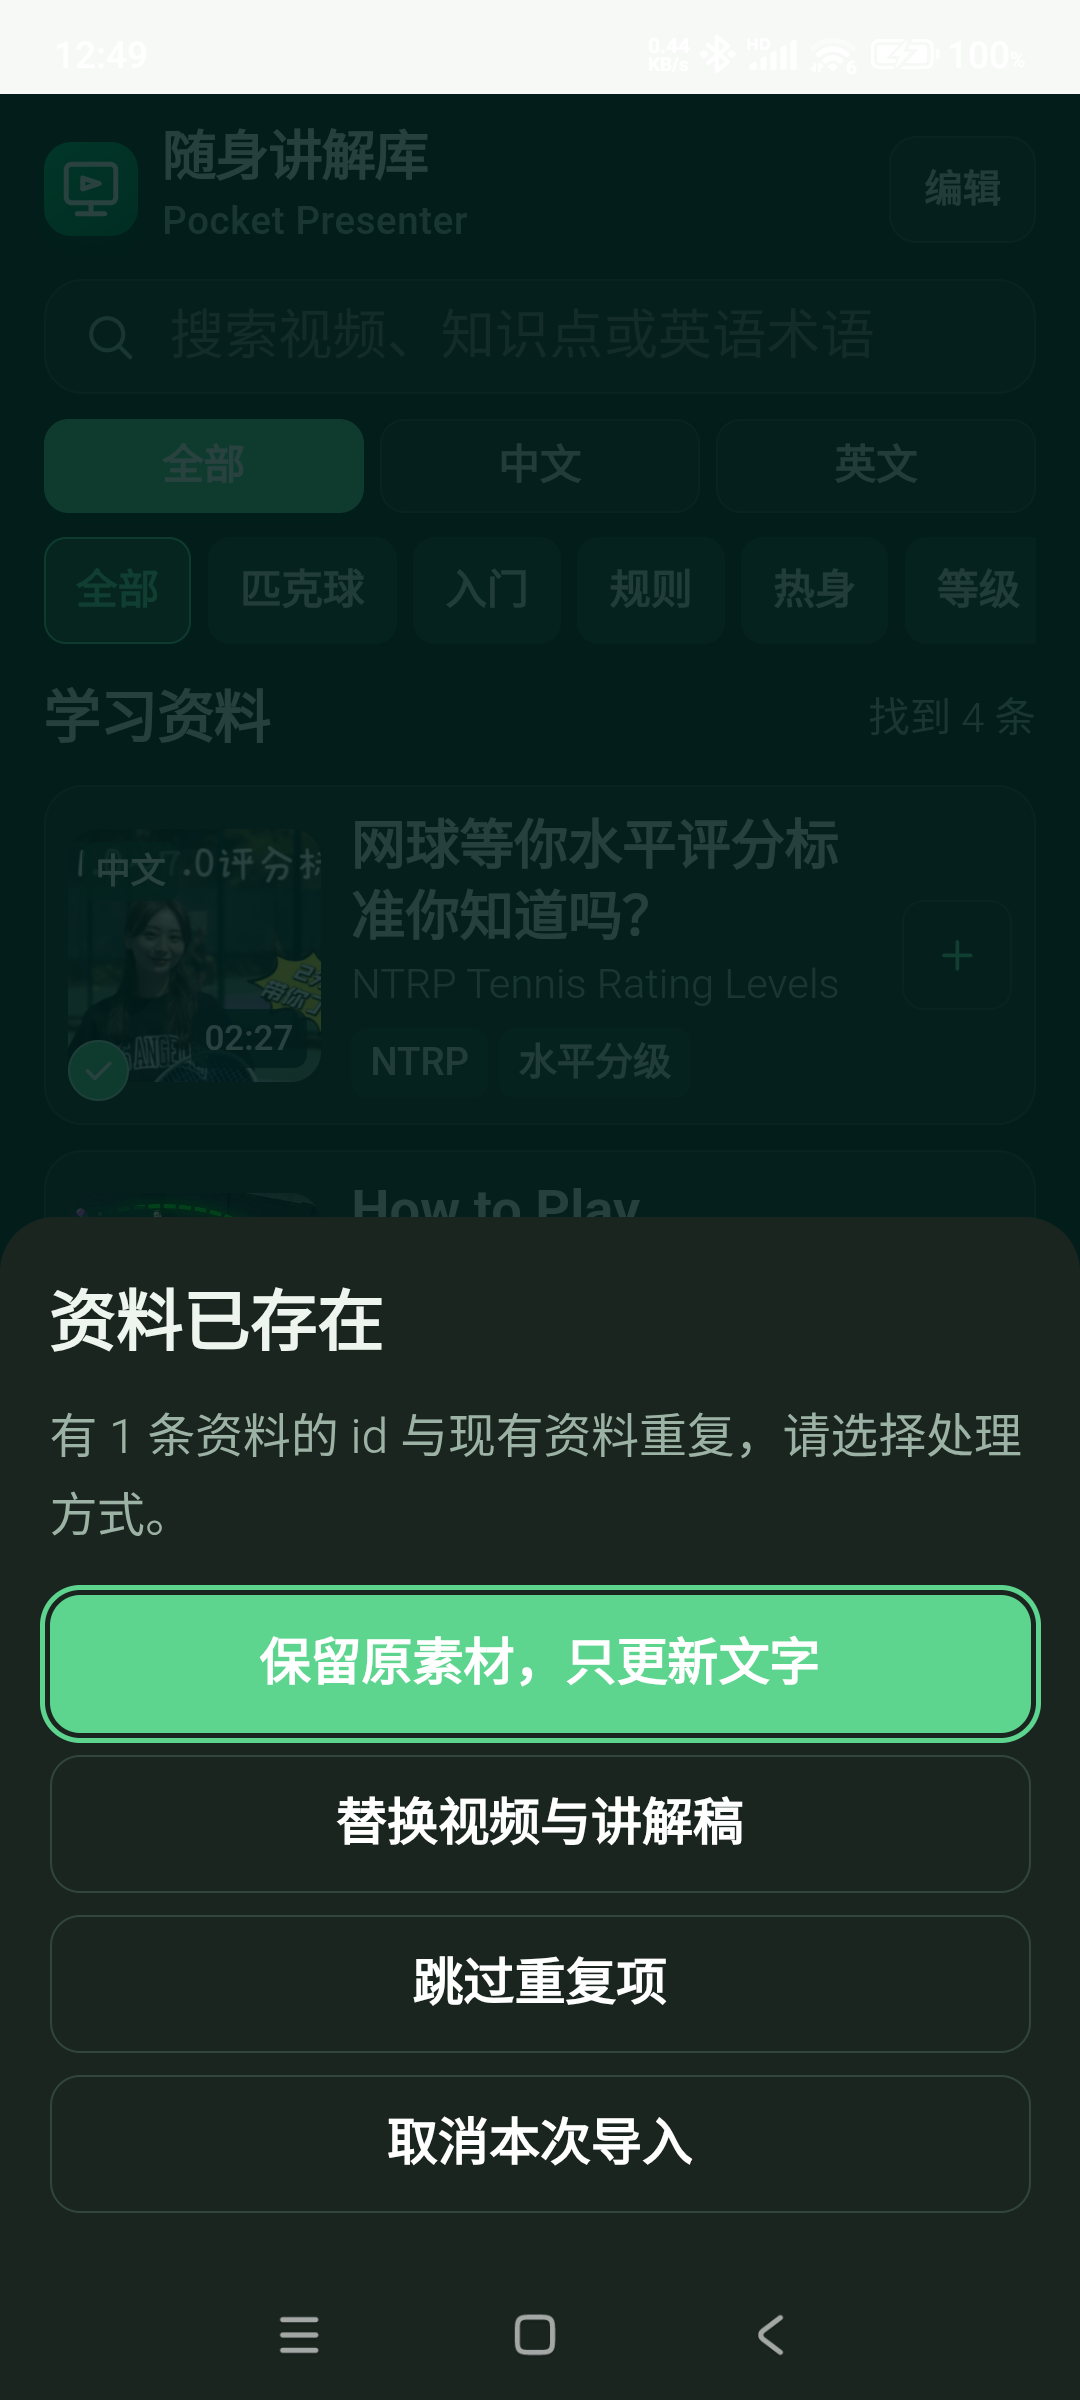 12:49
0.44
KB/s
HD
6
100%
随身讲解库
Pocket Presenter
编辑
搜索视频、知识点或英语术语
全部
中文
英文
全部
匹克球
入门
规则
热身
等级
学习资料
找到 4 条
中文
7.0评分标
02:27
网球等你水平评分标
准你知道吗？
NTRP Tennis Rating Levels
NTRP
水平分级
How to Play
资料已存在
有 1 条资料的 id 与现有资料重复，请选择处理
方式。
保留原素材，只更新文字
替换视频与讲解稿
跳过重复项
取消本次导入